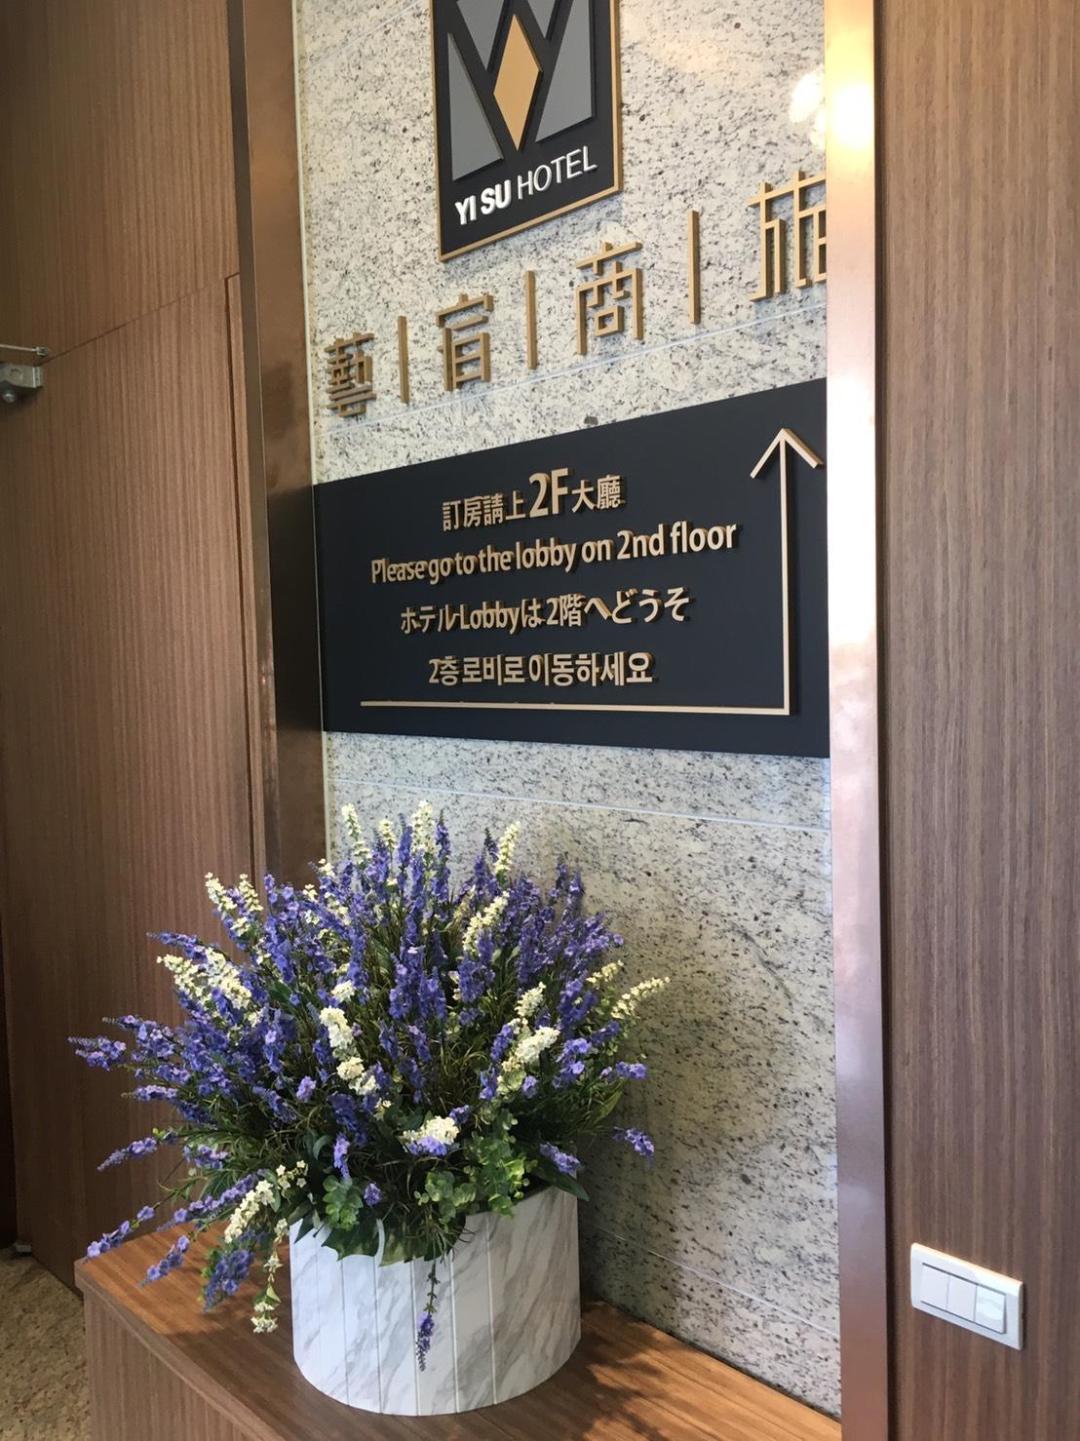 YI SU HOTEL
藝|宿|商|旅
訂房請上2F大廳
Please go to the lobby on 2nd floor
ホテルLobbyは2階へどうそ
2층로비로이동하세요